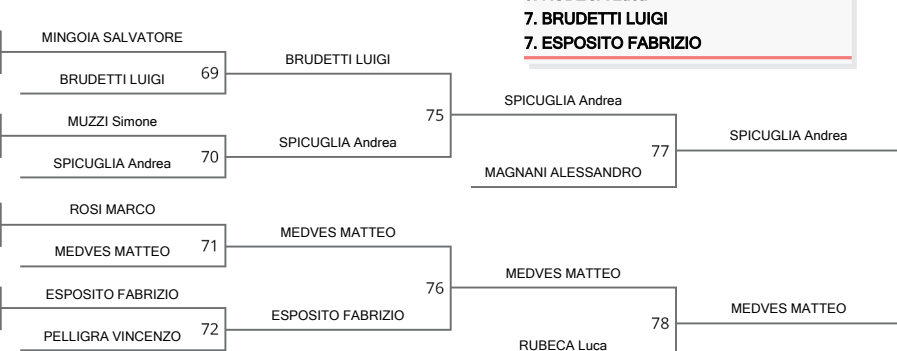 7. BRUDETTI LUIGI
7. ESPOSITO FABRIZIO
MINGOIA SALVATORE
BRUDETTI LUIGI
69
BRUDETTI LUIGI
MUZZI Simone
SPICUGLIA Andrea
70
SPICUGLIA Andrea
75
SPICUGLIA Andrea
MAGNANI ALESSANDRO
77
SPICUGLIA Andrea
ROSI MARCO
MEDVES MATTEO
71
MEDVES MATTEO
ESPOSITO FABRIZIO
PELLIGRA VINCENZO
72
ESPOSITO FABRIZIO
76
MEDVES MATTEO
RUBECA Luca
78
MEDVES MATTEO